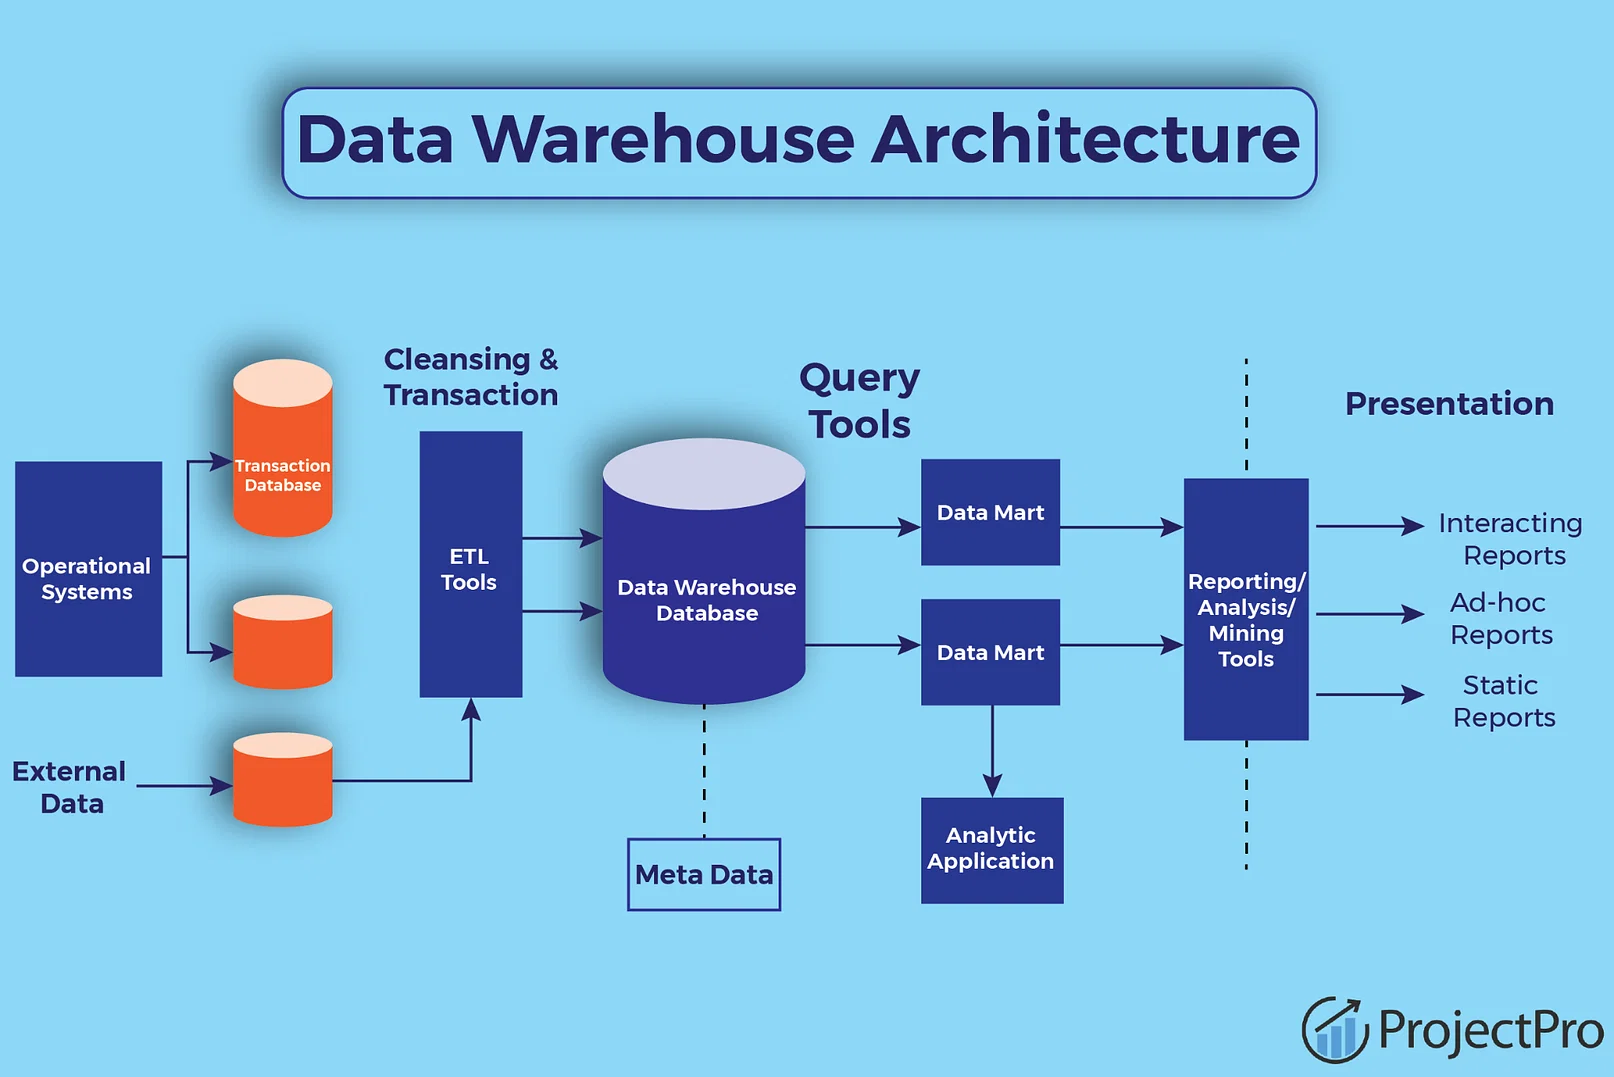 Data Warehouse Architecture
Cleansing &
Transaction
Query
Tools
Presentation
Transaction
Database
Operational
Systems
ETL
Tools
Data Warehouse
Database
Data Mart
Data Mart
Reporting/
Analysis/
Mining
Tools
Interacting
Reports
Ad-hoc
Reports
Static
Reports
External
Data
Analytic
Application
Meta Data
ProjectPro